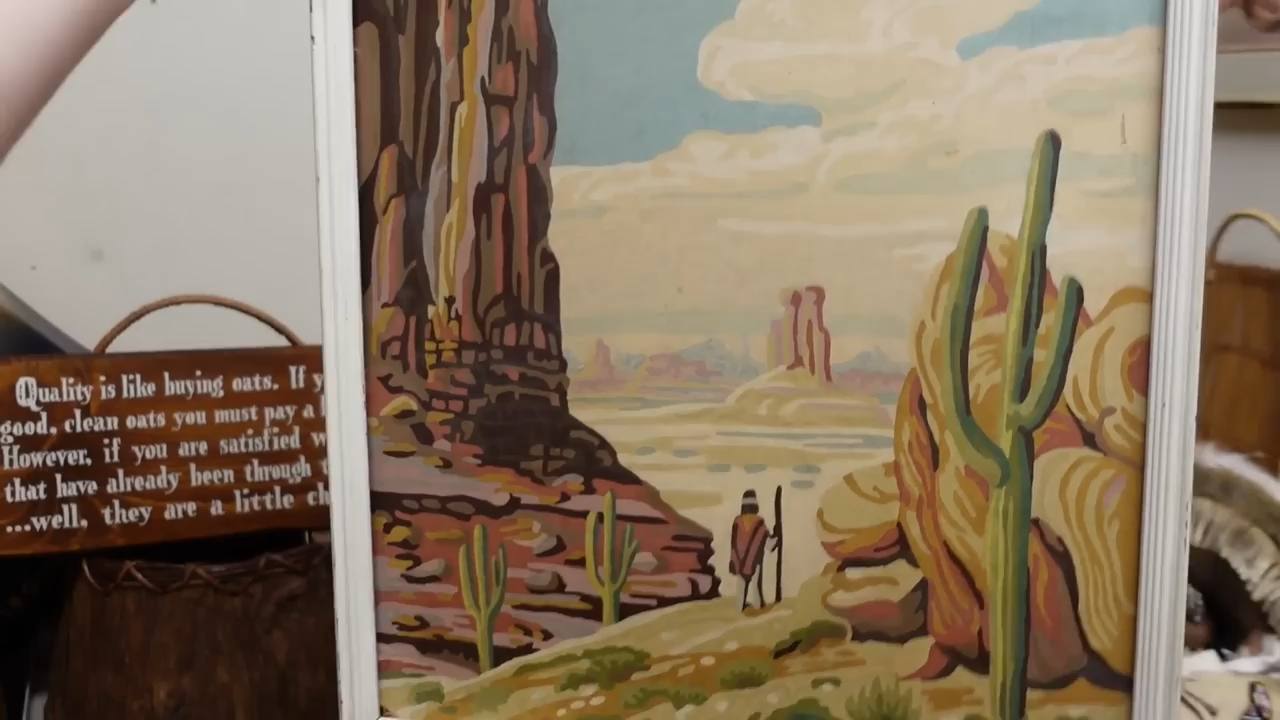 Quality is like buying oats. If y
good, clean oats you must pay a
However, if you are satisfied w
that have already been through t
...well, they are a little ch